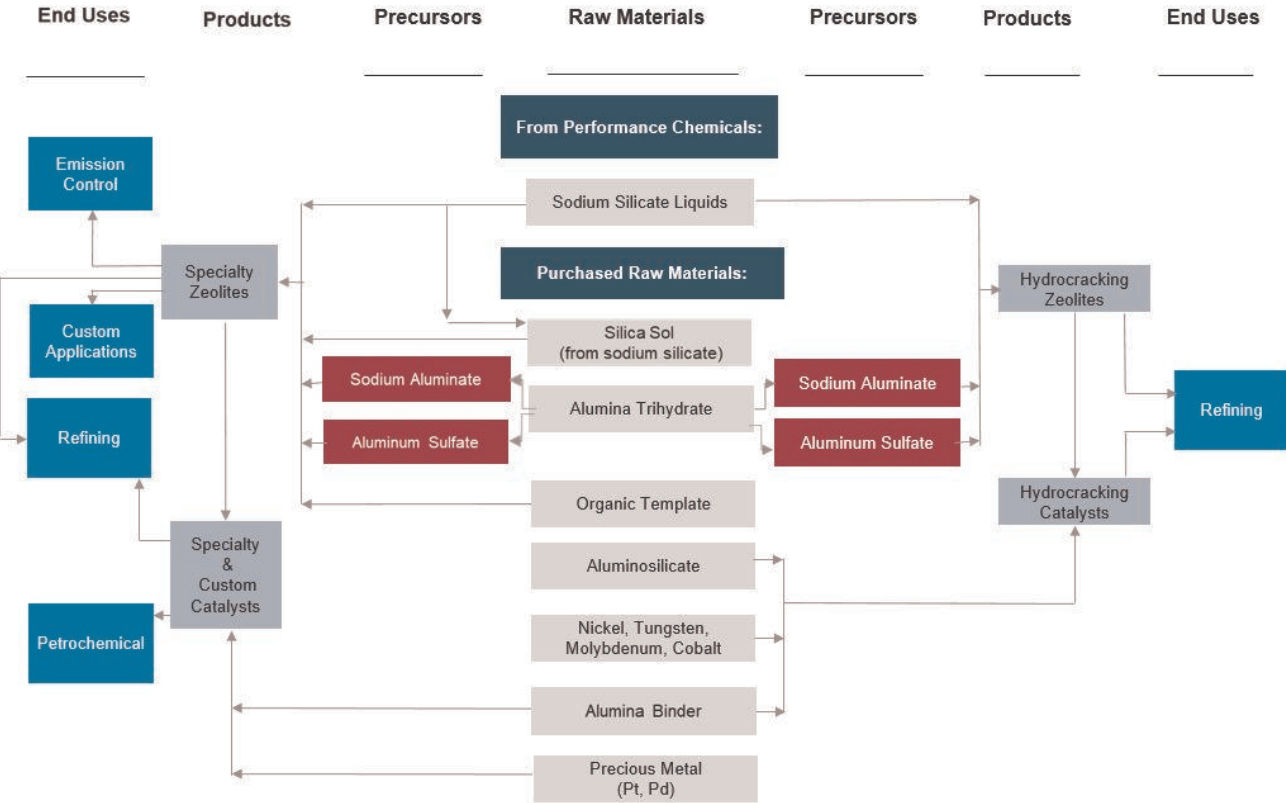 End Uses
Products
Precursors
Raw Materials
Precursors
Products
End Uses
From Performance Chemicals:
Emission
Control
Sodium Silicate Liquids
Specialty
Zeolites
Purchased Raw Materials:
Hydrocracking
Zeolites
Custom
Applications
Silica Sol
(from sodium silicate)
Sodium Aluminate
Alumina Trihydrate
Sodium Aluminate
Refining
Refining
Aluminum Sulfate
Aluminum Sulfate
Organic Template
Hydrocracking
Catalysts
Specialty
&
Custom
Catalysts
Aluminosilicate
Petrochemical
Nickel, Tungsten,
Molybdenum, Cobalt
Alumina Binder
Precious Metal
(Pt, Pd)